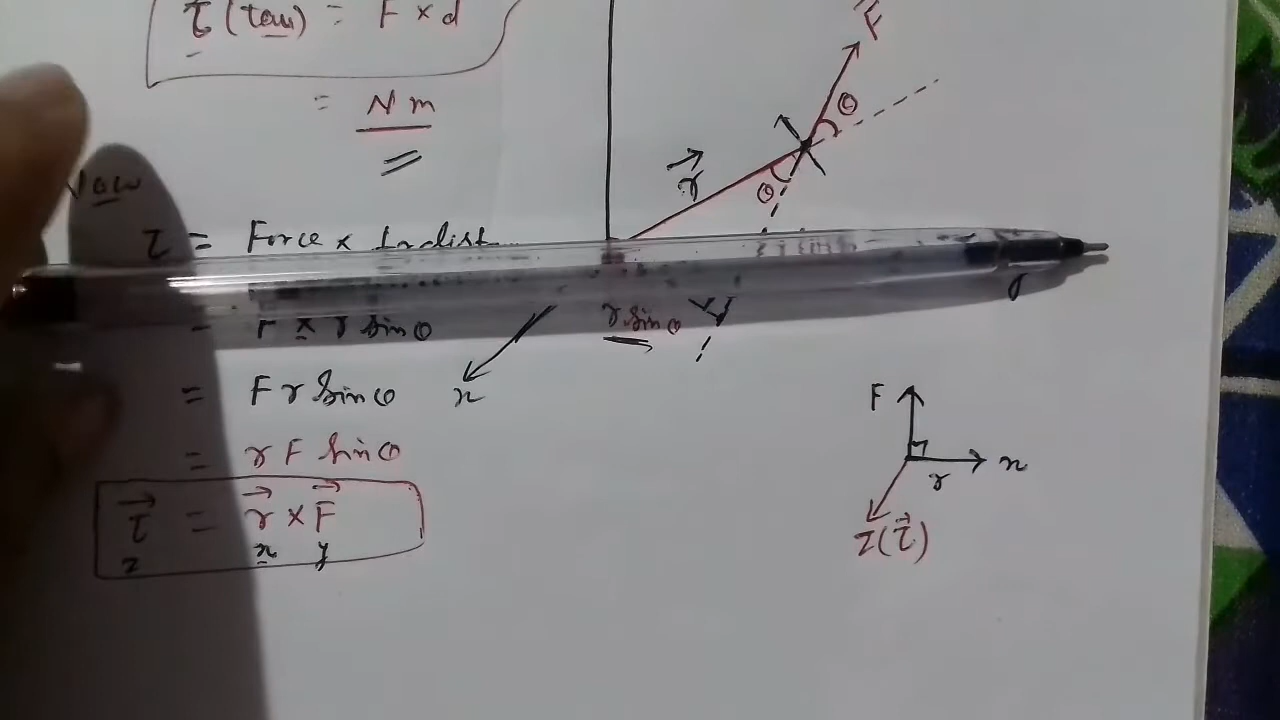 τ (tau) = F × d
= N m
Now
τ = Force × ⊥r dist
= F × r sin θ
= F r sin θ
= r F sin θ
τ⃗ = r⃗ × F⃗
z x y
F⃗
θ
r⃗
θ
r sin θ
x
y
F
x
r
Z(τ⃗)